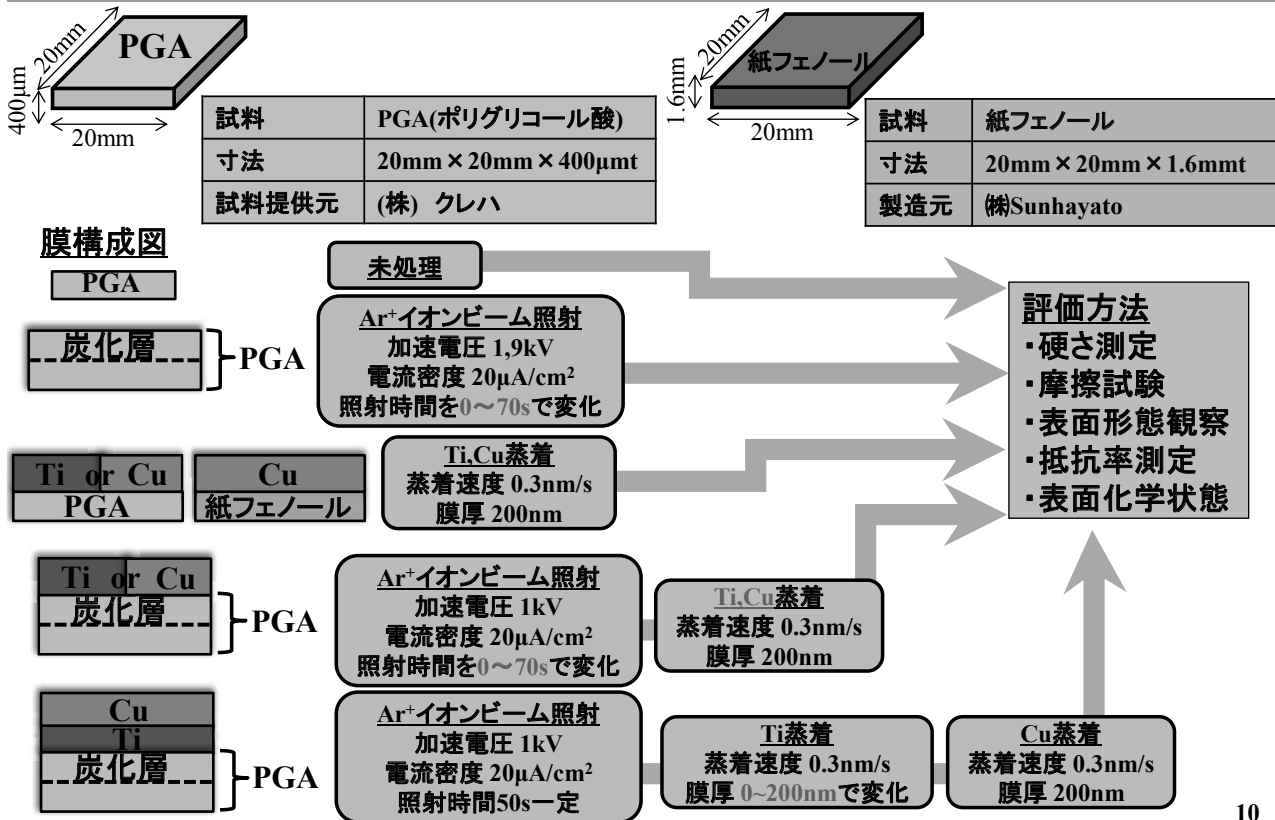 PGA
20mm
400μm
20mm
試料 PGA(ポリグリコール酸)
寸法 20mm×20mm×400μmt
試料提供元 (株) クレハ
紙フェノール
20mm
1.6mm
20mm
試料 紙フェノール
寸法 20mm×20mm×1.6mmt
製造元 ㈱Sunhayato
膜構成図
PGA
未処理
炭化層
PGA
Ar⁺イオンビーム照射
加速電圧 1,9kV
電流密度 20μA/cm²
照射時間を0～70sで変化
Ti or Cu
PGA
Cu
紙フェノール
Ti,Cu蒸着
蒸着速度 0.3nm/s
膜厚 200nm
Ti or Cu
炭化層
PGA
Ar⁺イオンビーム照射
加速電圧 1kV
電流密度 20μA/cm²
照射時間を0～70sで変化
Ti,Cu蒸着
蒸着速度 0.3nm/s
膜厚 200nm
Cu
Ti
炭化層
PGA
Ar⁺イオンビーム照射
加速電圧 1kV
電流密度 20μA/cm²
照射時間50s一定
Ti蒸着
蒸着速度 0.3nm/s
膜厚 0~200nmで変化
Cu蒸着
蒸着速度 0.3nm/s
膜厚 200nm
評価方法
・硬さ測定
・摩擦試験
・表面形態観察
・抵抗率測定
・表面化学状態
10